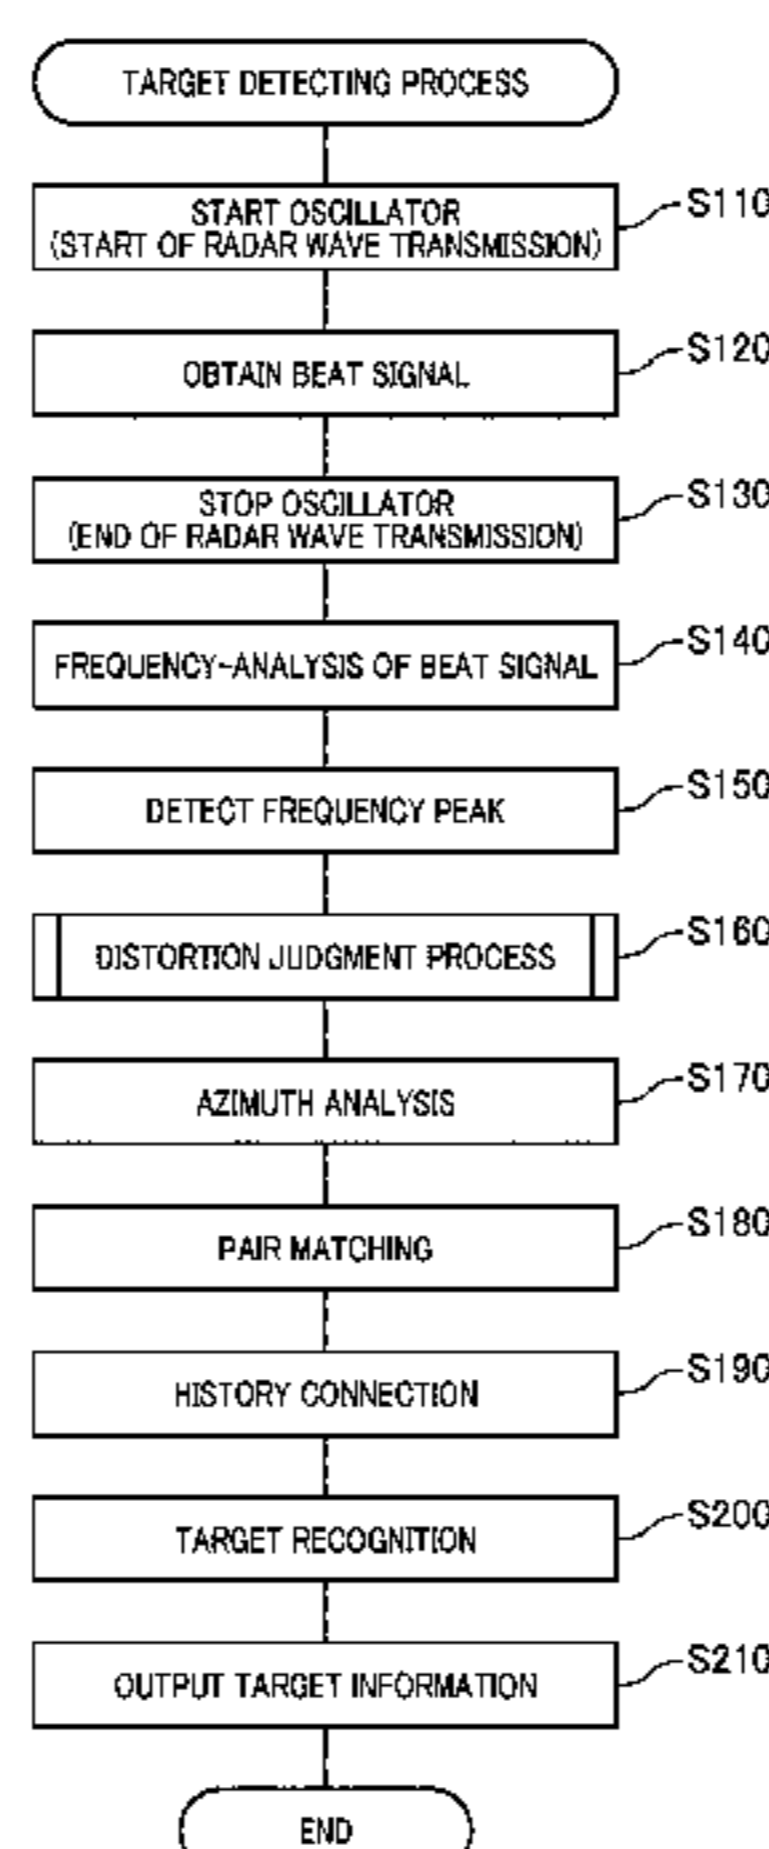 TARGET DETECTING PROCESS
START OSCILLATOR
(START OF RADAR WAVE TRANSMISSION)
S110
OBTAIN BEAT SIGNAL
S120
STOP OSCILLATOR
(END OF RADAR WAVE TRANSMISSION)
S130
FREQUENCY-ANALYSIS OF BEAT SIGNAL
S140
DETECT FREQUENCY PEAK
S150
DISTORTION JUDGMENT PROCESS
S160
AZIMUTH ANALYSIS
S170
PAIR MATCHING
S180
HISTORY CONNECTION
S190
TARGET RECOGNITION
S200
OUTPUT TARGET INFORMATION
S210
END